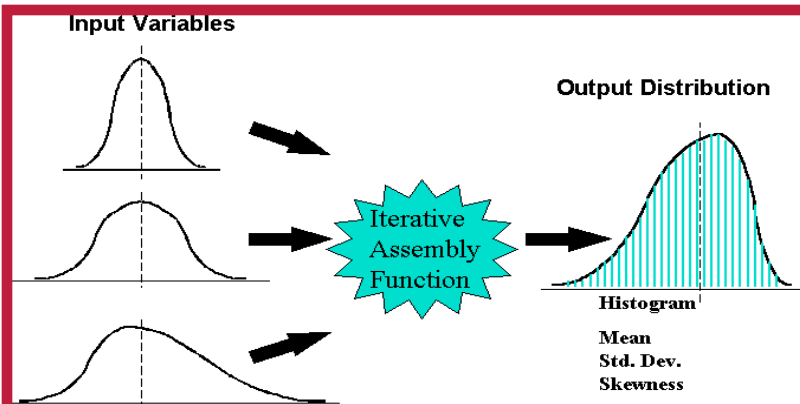 Input Variables
Output Distribution
Iterative
Assembly
Function
Histogram
Mean
Std. Dev.
Skewness